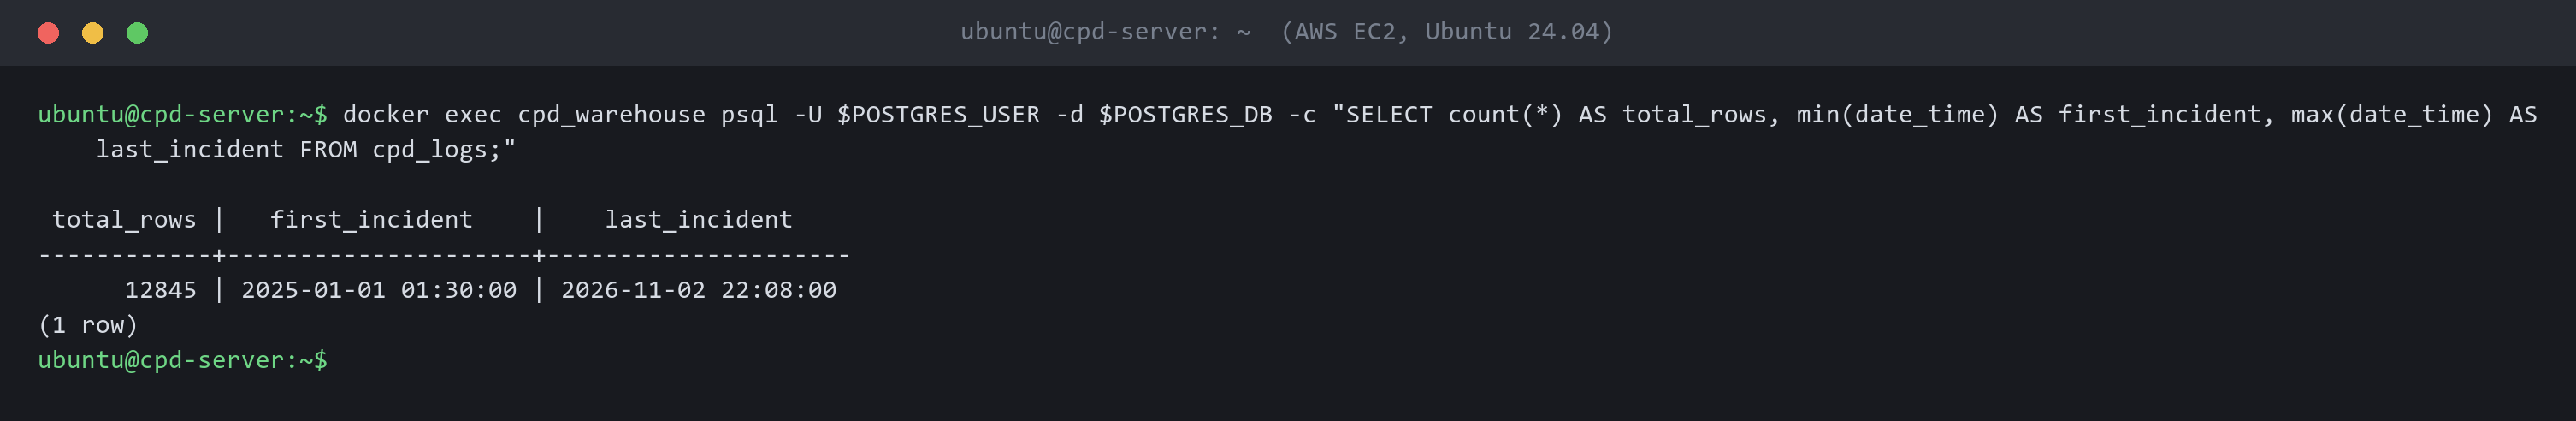 ubuntu@cpd-server: ~  (AWS EC2, Ubuntu 24.04)
ubuntu@cpd-server:~$ docker exec cpd_warehouse psql -U $POSTGRES_USER -d $POSTGRES_DB -c "SELECT count(*) AS total_rows, min(date_time) AS first_incident, max(date_time) AS
    last_incident FROM cpd_logs;"
 total_rows |   first_incident    |    last_incident
------------+---------------------+---------------------
      12845 | 2025-01-01 01:30:00 | 2026-11-02 22:08:00
(1 row)
ubuntu@cpd-server:~$